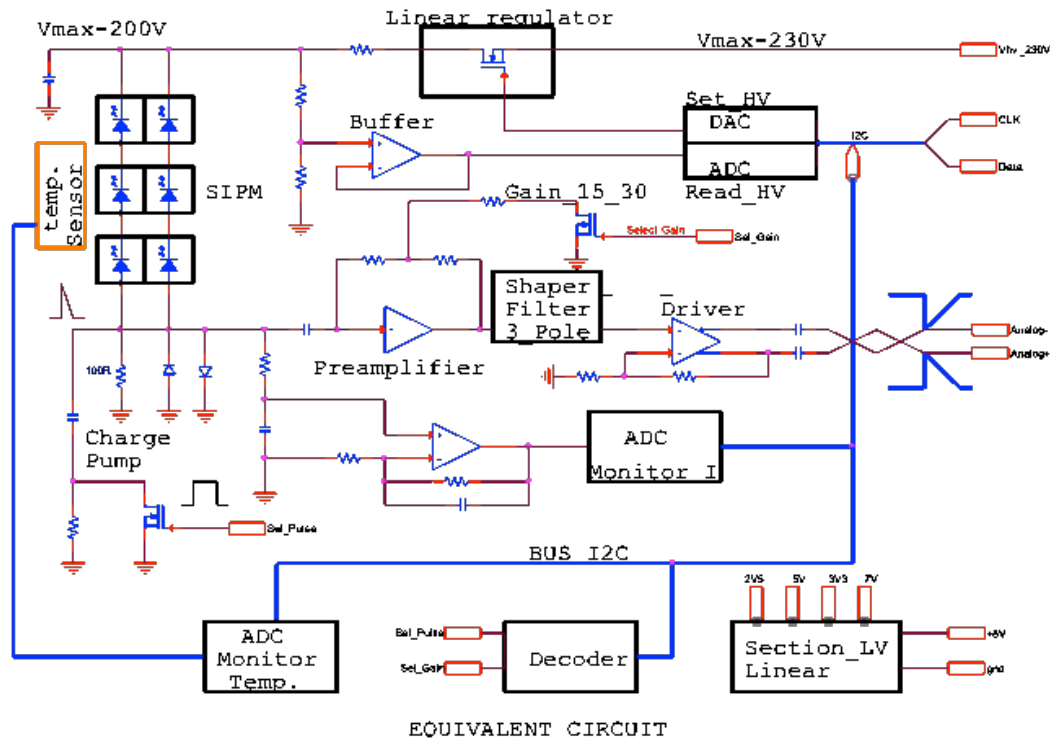 Linear regulator
Vmax-200V
Vmax-230V
Vhv_230V
Set_HV
DAC
ADC
Read_HV
I2C
CLK
Data
Buffer
temp.
Sensor
SIPM
Gain_15_30
Select Gain
Sel_Gain
Shaper
Filter
3_Pole
Driver
Preamplifier
Analog-
Analog+
100R
Charge
Pump
ADC
Monitor I
Sel_Pulse
BUS I2C
2V5
5V
3V3
7V
ADC
Monitor
Temp.
Sel_Pulse
Sel_Gain
Decoder
Section_LV
Linear
+8V
gnd
EQUIVALENT CIRCUIT